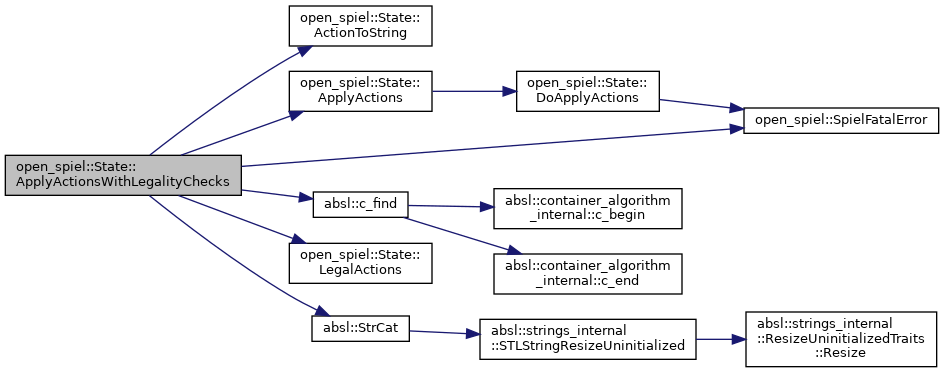 open_spiel::State::
ApplyActionsWithLegalityChecks
open_spiel::State::
ActionToString
open_spiel::State::
ApplyActions
open_spiel::State::
DoApplyActions
open_spiel::SpielFatalError
absl::c_find
absl::container_algorithm
_internal::c_begin
absl::container_algorithm
_internal::c_end
open_spiel::State::
LegalActions
absl::StrCat
absl::strings_internal
::STLStringResizeUninitialized
absl::strings_internal
::ResizeUninitializedTraits
::Resize